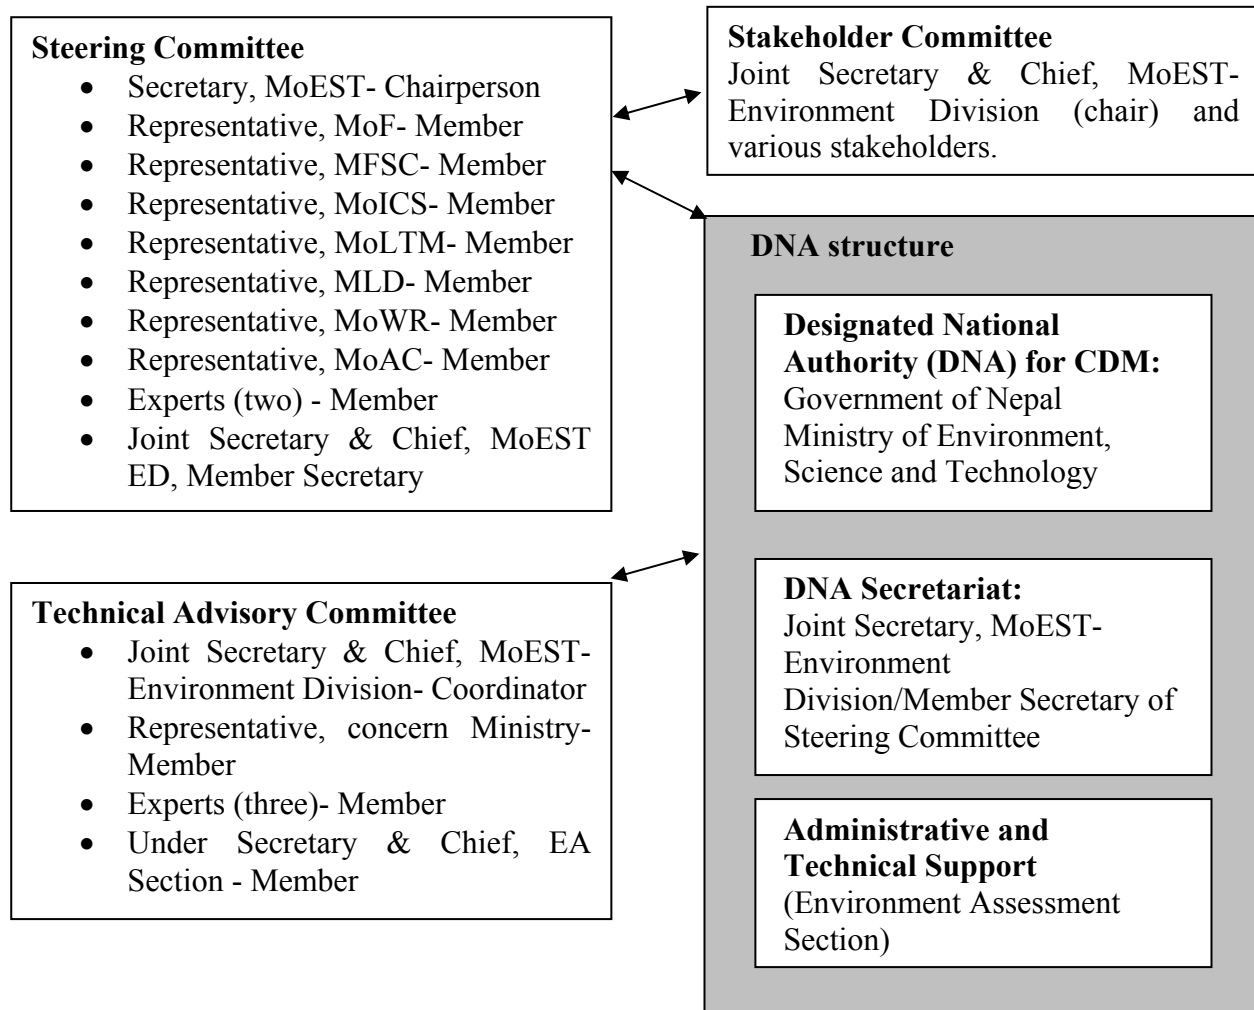 Steering Committee
• Secretary, MoEST- Chairperson
• Representative, MoF- Member
• Representative, MFSC- Member
• Representative, MoICS- Member
• Representative, MoLTM- Member
• Representative, MLD- Member
• Representative, MoWR- Member
• Representative, MoAC- Member
• Experts (two) - Member
• Joint Secretary & Chief, MoEST
ED, Member Secretary
Stakeholder Committee
Joint Secretary & Chief, MoEST-
Environment Division (chair) and
various stakeholders.
DNA structure
Designated National
Authority (DNA) for CDM:
Government of Nepal
Ministry of Environment,
Science and Technology
DNA Secretariat:
Joint Secretary, MoEST-
Environment
Division/Member Secretary of
Steering Committee
Administrative and
Technical Support
(Environment Assessment
Section)
Technical Advisory Committee
• Joint Secretary & Chief, MoEST-
Environment Division- Coordinator
• Representative, concern Ministry-
Member
• Experts (three)- Member
• Under Secretary & Chief, EA
Section - Member